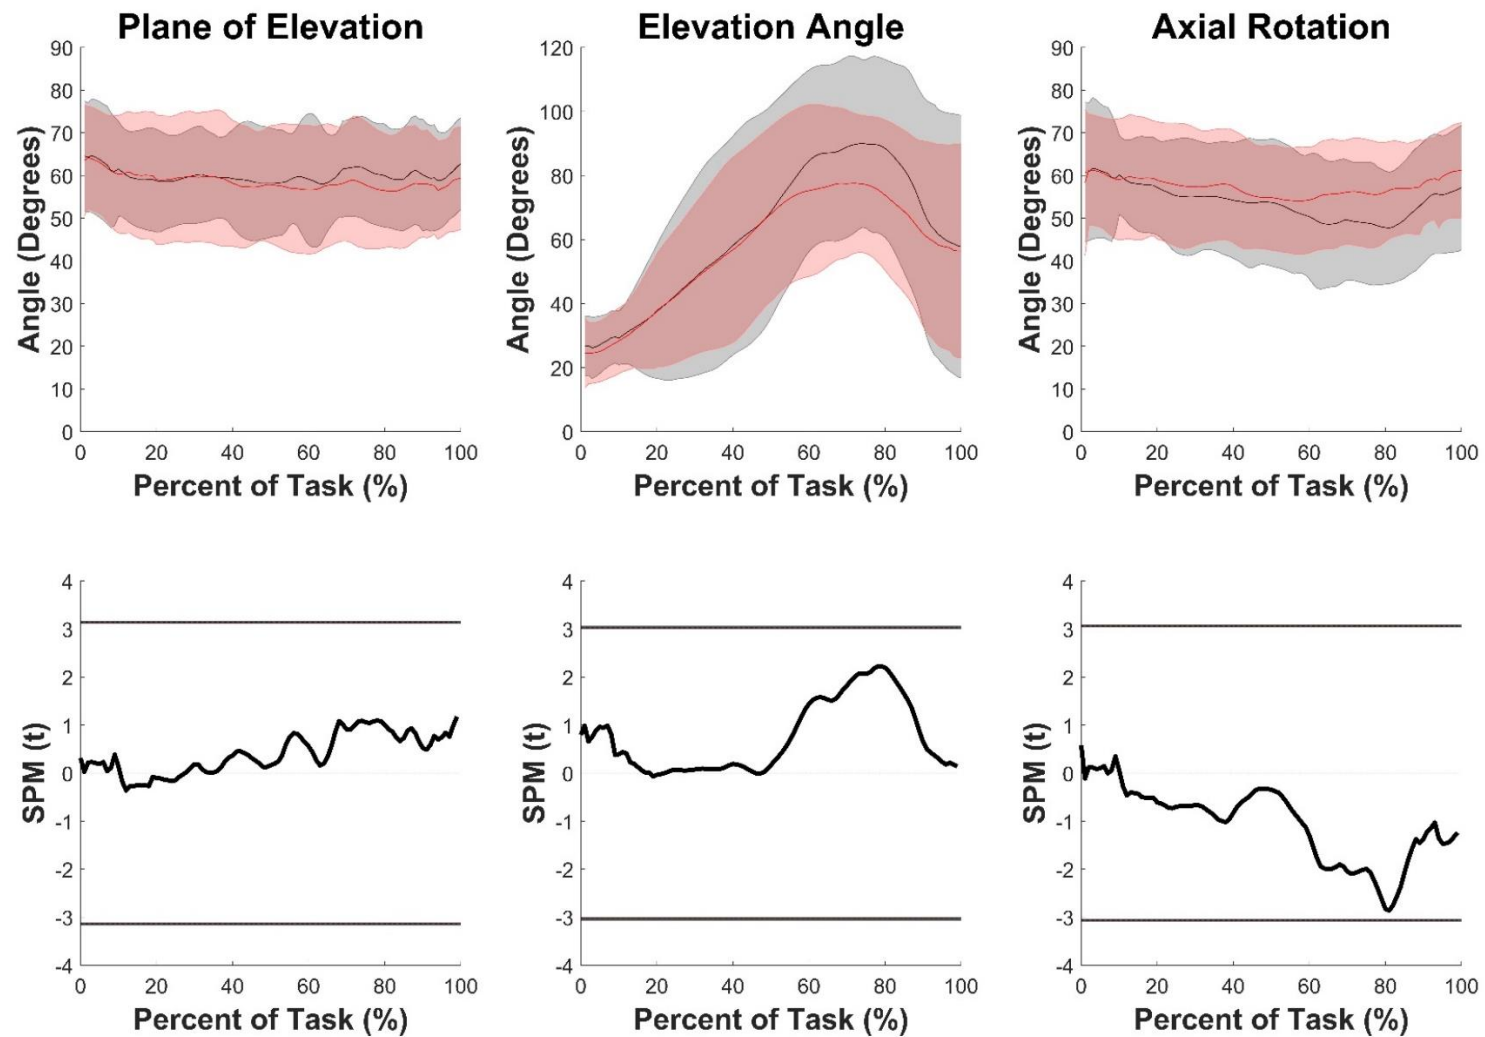 Plane of Elevation
90
80
70
60
50
40
30
20
10
0
Angle (Degrees)
0 20 40 60 80 100
Percent of Task (%)
Elevation Angle
120
100
80
60
40
20
0
Angle (Degrees)
0 20 40 60 80 100
Percent of Task (%)
Axial Rotation
90
80
70
60
50
40
30
20
10
0
Angle (Degrees)
0 20 40 60 80 100
Percent of Task (%)
4
3
2
1
0
-1
-2
-3
-4
SPM (t)
0 20 40 60 80 100
Percent of Task (%)
4
3
2
1
0
-1
-2
-3
-4
SPM (t)
0 20 40 60 80 100
Percent of Task (%)
4
3
2
1
0
-1
-2
-3
-4
SPM (t)
0 20 40 60 80 100
Percent of Task (%)